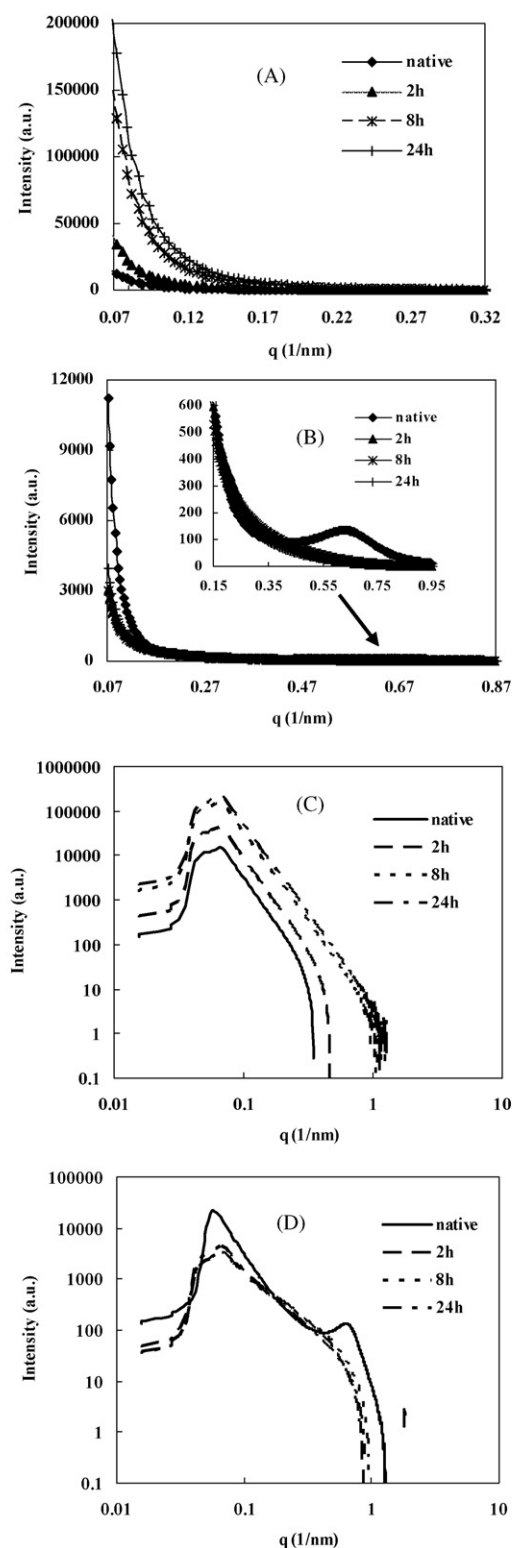 200000
150000
100000
50000
0
Intensity (a.u.)
(A)
native
2h
8h
24h
0.07 0.12 0.17 0.22 0.27 0.32
q (1/nm)
12000
9000
6000
3000
0
Intensity (a.u.)
600
500
400
300
200
100
0
(B)
native
2h
8h
24h
0.15 0.35 0.55 0.75 0.95
0.07 0.27 0.47 0.67 0.87
q (1/nm)
1000000
100000
10000
1000
100
10
1
0.1
Intensity (a.u.)
(C)
native
2h
8h
24h
0.01 0.1 1 10
q (1/nm)
100000
10000
1000
100
10
1
0.1
Intensity (a.u.)
(D)
native
2h
8h
24h
0.01 0.1 1 10
q (1/nm)